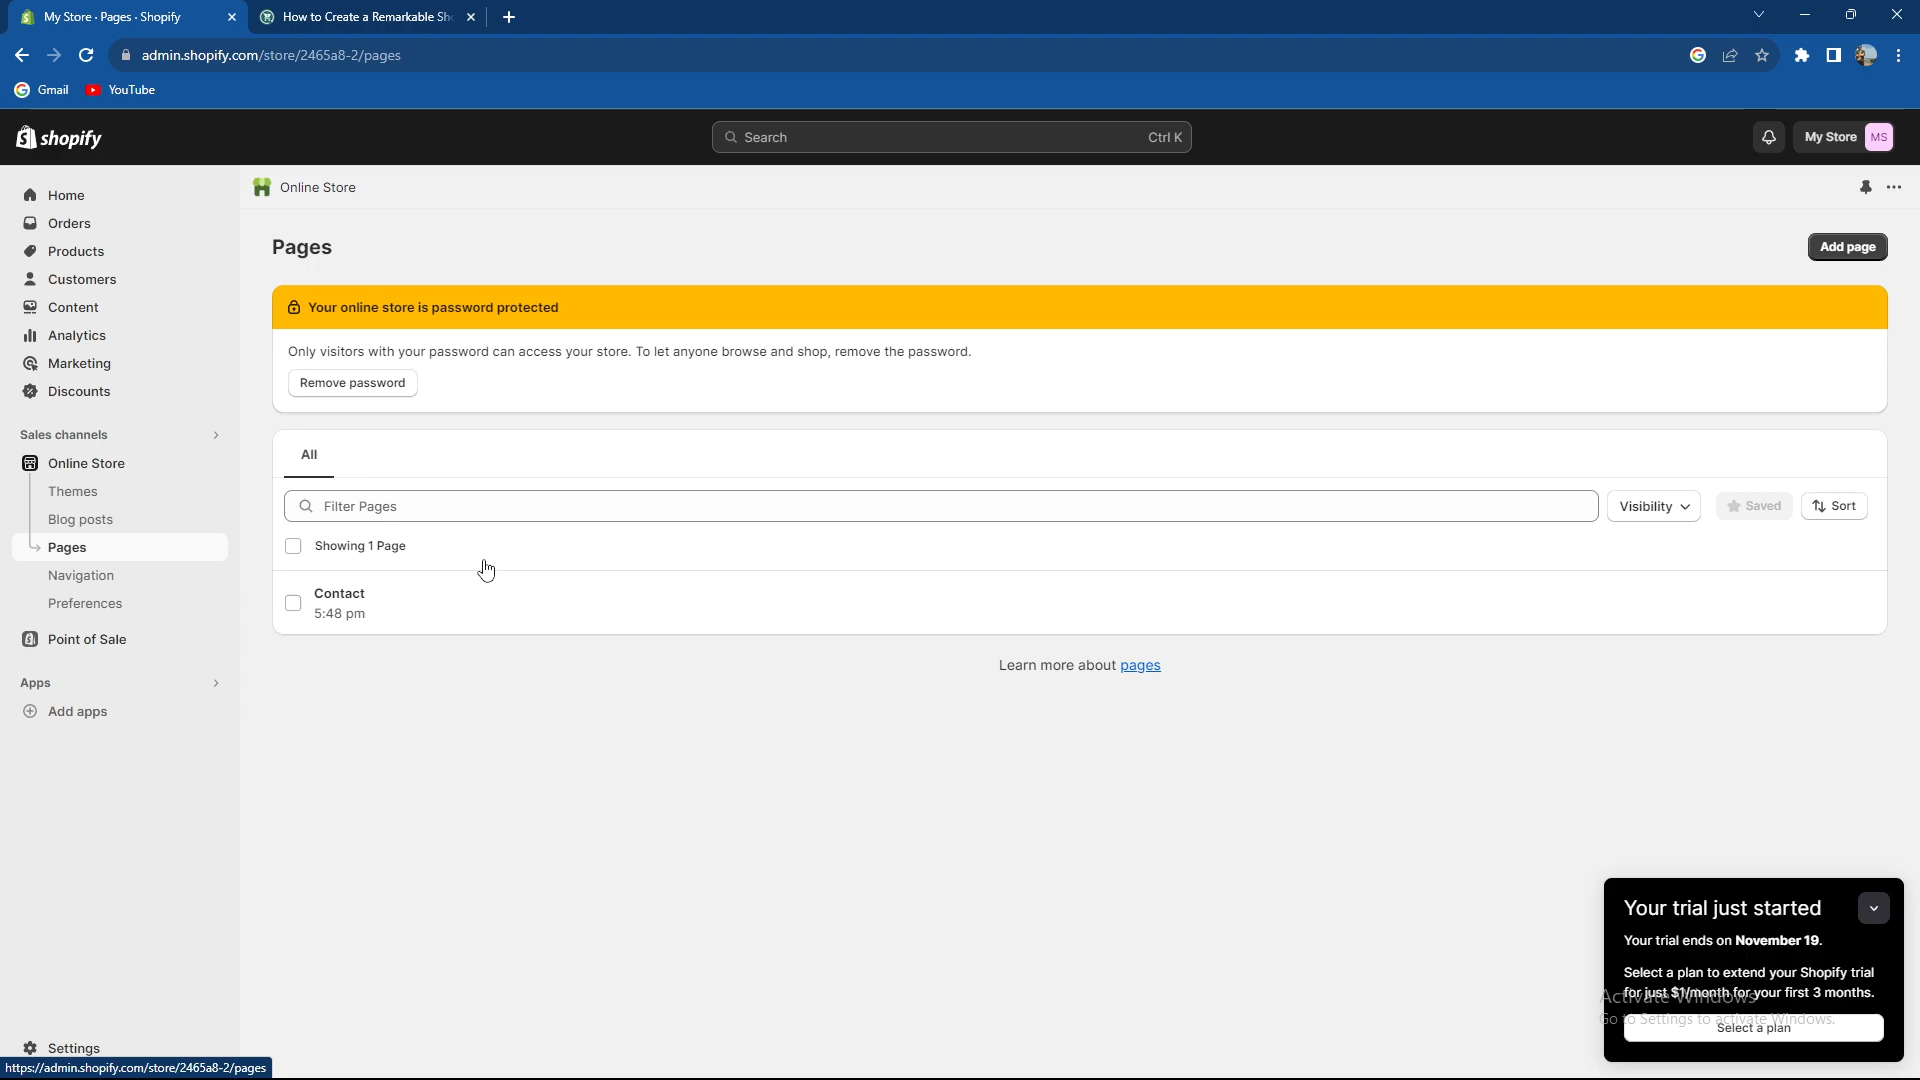 My Store · Pages · Shopify
How to Create a Remarkable Sh
admin.shopify.com/store/2465a8-2/pages
Gmail
YouTube
shopify
Search
Ctrl K
My Store
MS
Home
Orders
Products
Customers
Content
Analytics
Marketing
Discounts
Sales channels
Online Store
Themes
Blog posts
Pages
Navigation
Preferences
Point of Sale
Apps
Add apps
Settings
https://admin.shopify.com/store/2465a8-2/pages
Online Store
Pages
Add page
Your online store is password protected
Only visitors with your password can access your store. To let anyone browse and shop, remove the password.
Remove password
All
Filter Pages
Visibility
Saved
Sort
Showing 1 Page
Contact
5:48 pm
Learn more about pages
Your trial just started
Your trial ends on November 19.
Select a plan to extend your Shopify trial
for just $1/month for your first 3 months.
Select a plan
Activate Windows
Go to Settings to activate Windows.